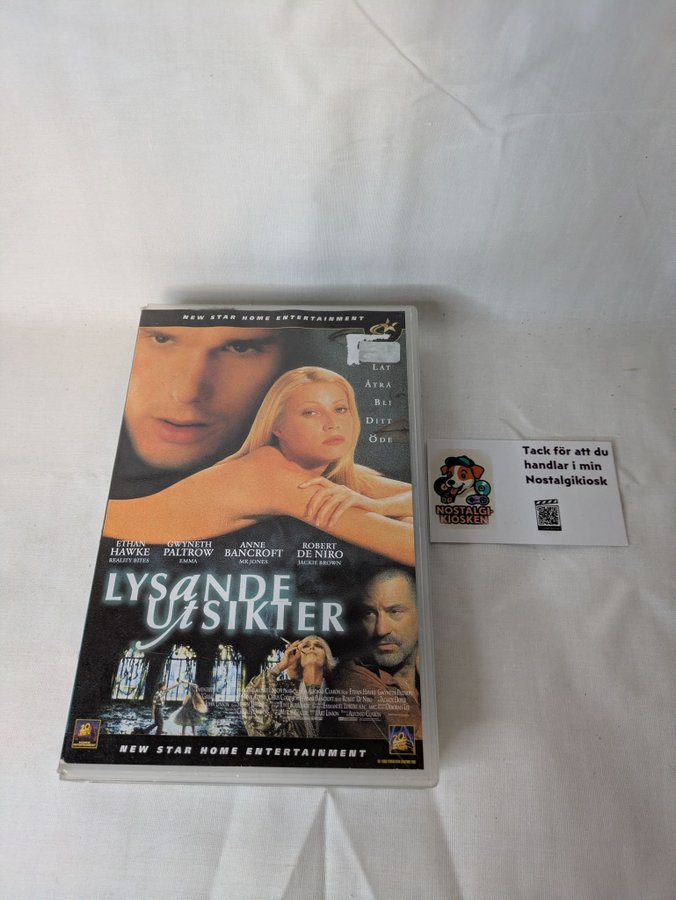 NEW STAR HOME ENTERTAINMENT
LÅT
ÅTRÅ
BLI
DITT
ÖDE
ETHAN HAWKE
REALITY BITES
GWYNETH PALTROW
EMMA
ANNE BANCROFT
MR JONES
ROBERT DE NIRO
JACKIE BROWN
LYSANDE
UTSIKTER
NEW STAR HOME ENTERTAINMENT
Tack för att du
handlar i min
Nostalgikiosk
NOSTALGI-
KIOSKEN